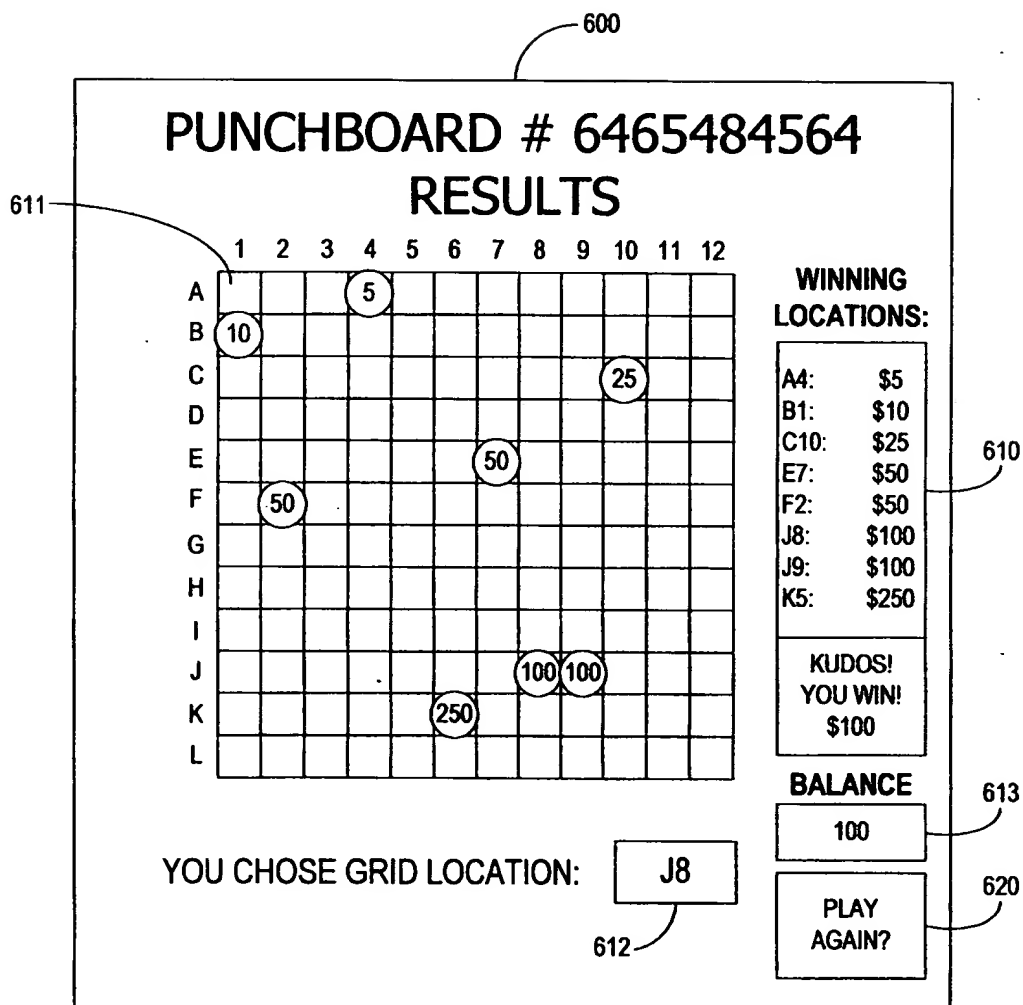 600
PUNCHBOARD # 6465484564
RESULTS
611
1 2 3 4 5 6 7 8 9 10 11 12
A 5
B 10
C 25
D
E 50
F 50
G
H
I
J 100 100
K 250
L
WINNING
LOCATIONS:
A4: $5
B1: $10
C10: $25
E7: $50
F2: $50
J8: $100
J9: $100
K5: $250
610
KUDOS!
YOU WIN!
$100
BALANCE
100
613
YOU CHOSE GRID LOCATION: J8
612
PLAY
AGAIN?
620